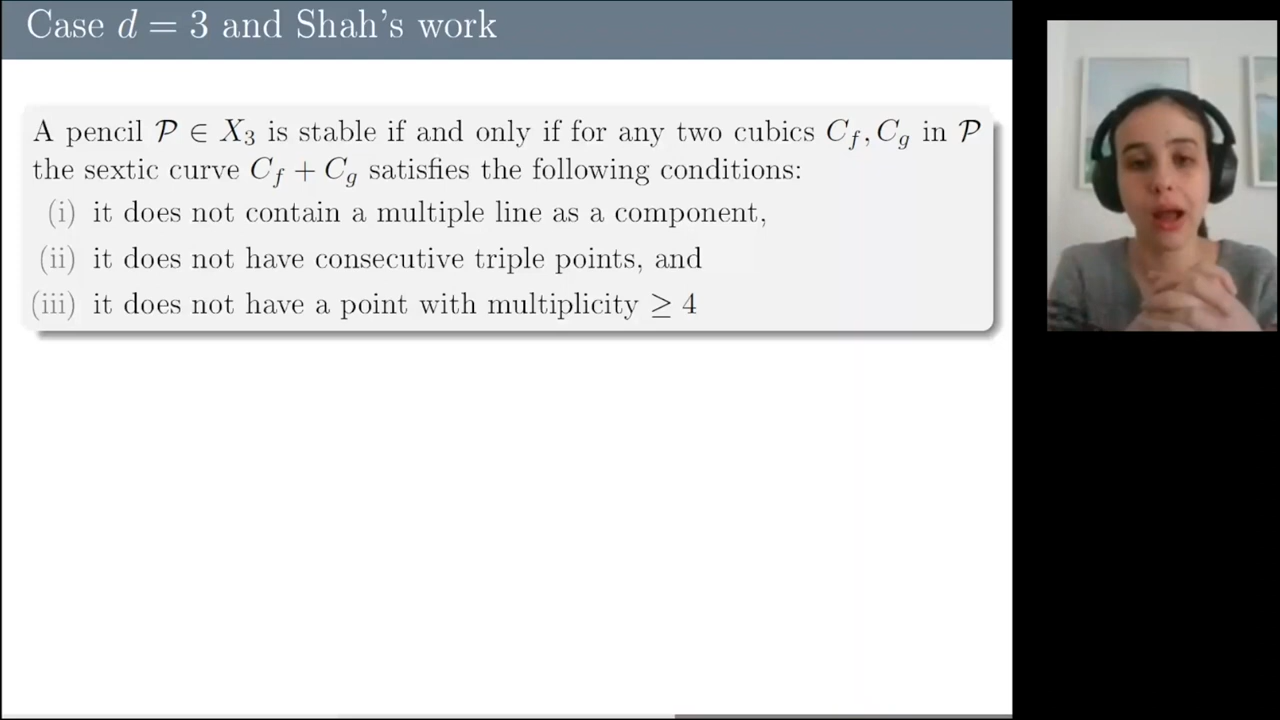 Case d = 3 and Shah's work
A pencil 𝒫 ∈ X₃ is stable if and only if for any two cubics C_f, C_g in 𝒫
the sextic curve C_f + C_g satisfies the following conditions:
(i) it does not contain a multiple line as a component,
(ii) it does not have consecutive triple points, and
(iii) it does not have a point with multiplicity ≥ 4